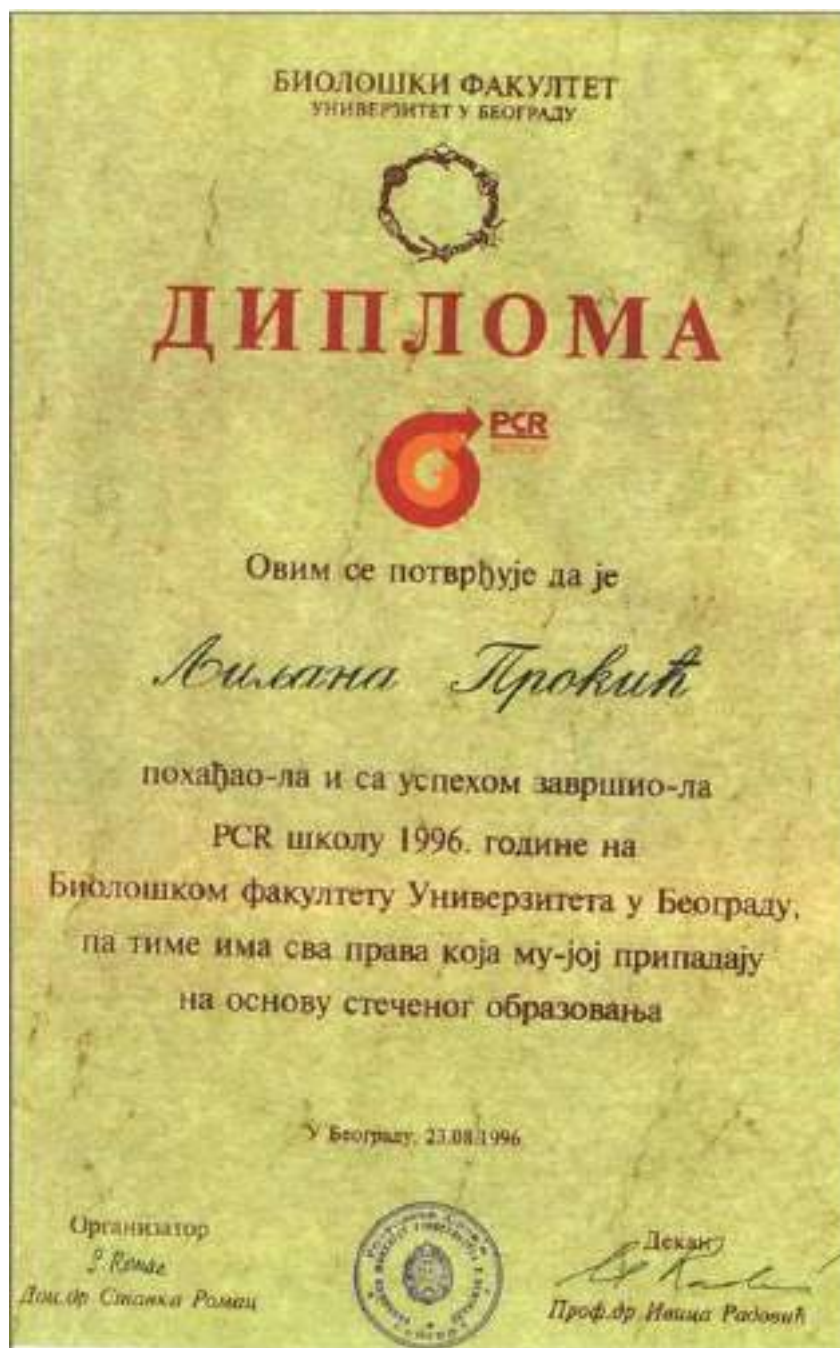 БИОЛОШКИ ФАКУЛТЕТ
УНИВЕРЗИТЕТ У БЕОГРАДУ
ДИПЛОМА
PCR
Овим се потврђује да је
Љиљана Прокић
похађао-ла и са успехом завршио-ла
PCR школу 1996. године на
Биолошком факултету Универзитета у Београду,
па тиме има сва права која му-јој припадају
на основу стеченог образовања
У Београду, 23.08.1996
Организатор
Декан
Доц.др Станка Ромац
Проф.др Ивица Радовић